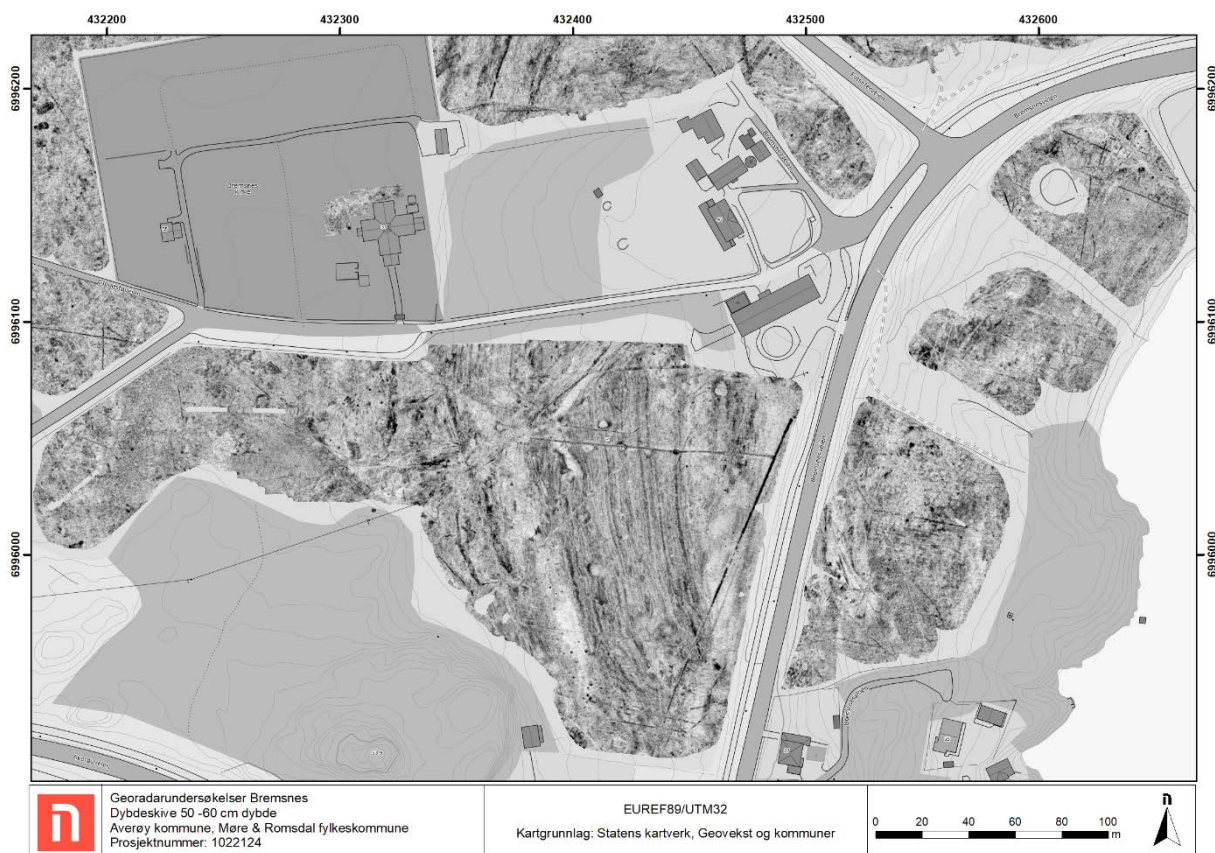 432200 432300 432400 432500 432600
6996200
6996200
Bremsnes
kirke
6996100
6996100
6996000
6996000
Georadarundersøkelser Bremsnes
Dybdeskive 50 -60 cm dybde
Averøy kommune, Møre & Romsdal fylkeskommune
Prosjektnummer: 1022124
EUREF89/UTM32
Kartgrunnlag: Statens kartverk, Geovekst og kommuner
0 20 40 60 80 100
m
n